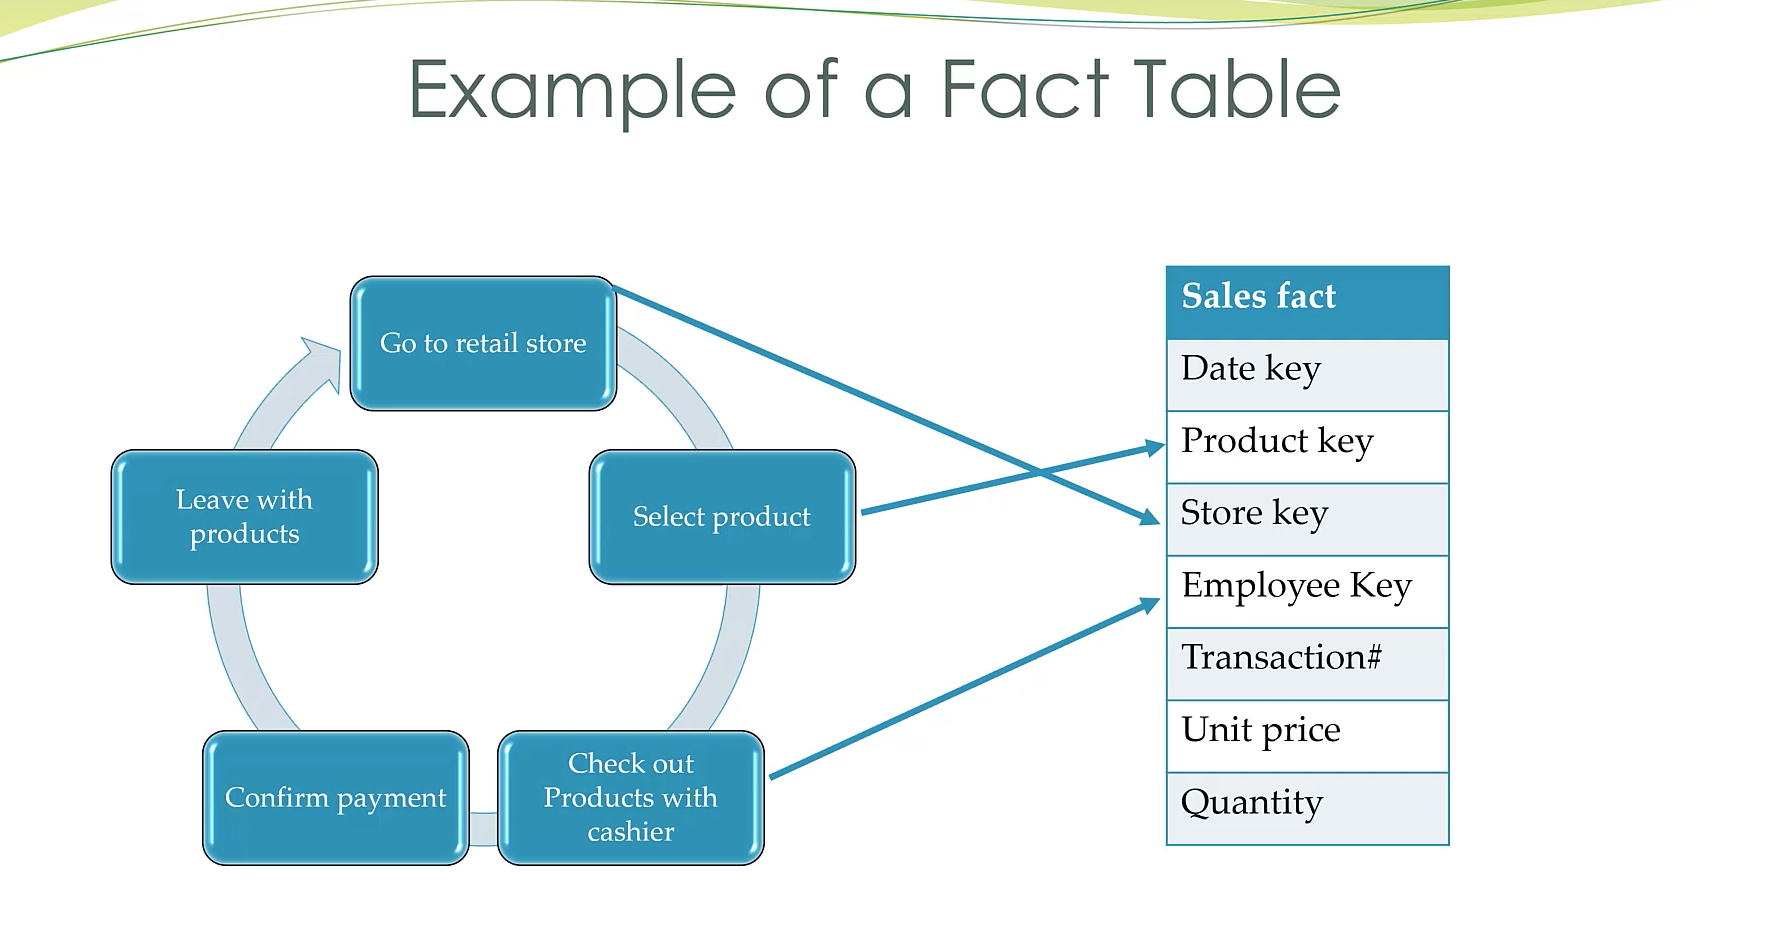 Example of a Fact Table
Go to retail store
Select product
Check out
Products with
cashier
Confirm payment
Leave with
products
Sales fact
Date key
Product key
Store key
Employee Key
Transaction#
Unit price
Quantity